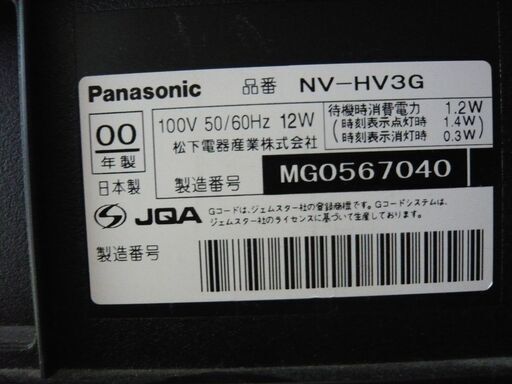 Panasonic 品番 NV-HV3G
00年製
日本製
100V 50/60Hz 12W
松下電器産業株式会社
待機時消費電力 1.2W
(時刻表示点灯時 1.4W)
(時刻表示消灯時 0.3W)
製造番号 MG0567040
S JQA
Gコードは、ジェムスター社の登録商標です。Gコードシステムは、
ジェムスター社のライセンスに基づいて生産しております。
製造番号